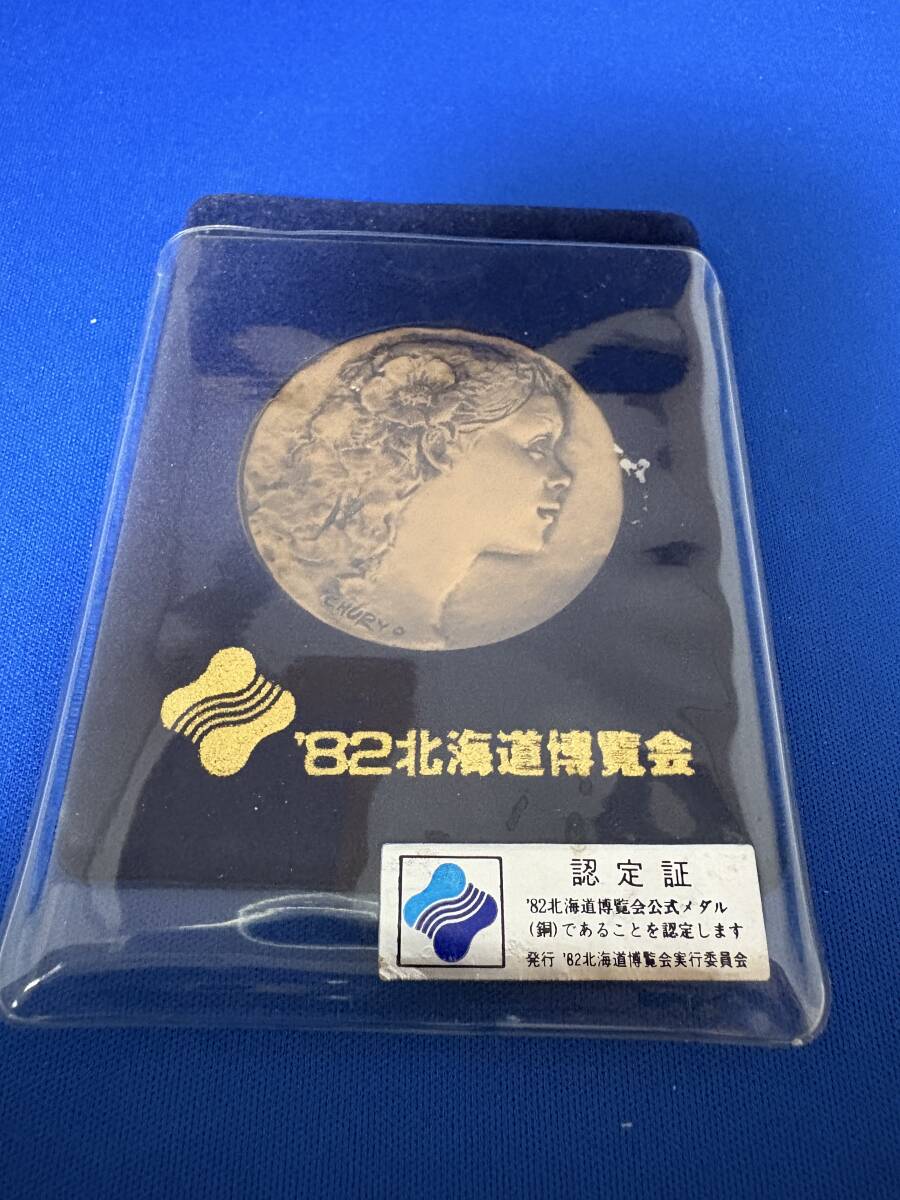 CHURYO
'82北海道博覧会
認定証
'82北海道博覧会公式メダル
(銅)であることを認定します
発行 '82北海道博覧会実行委員会